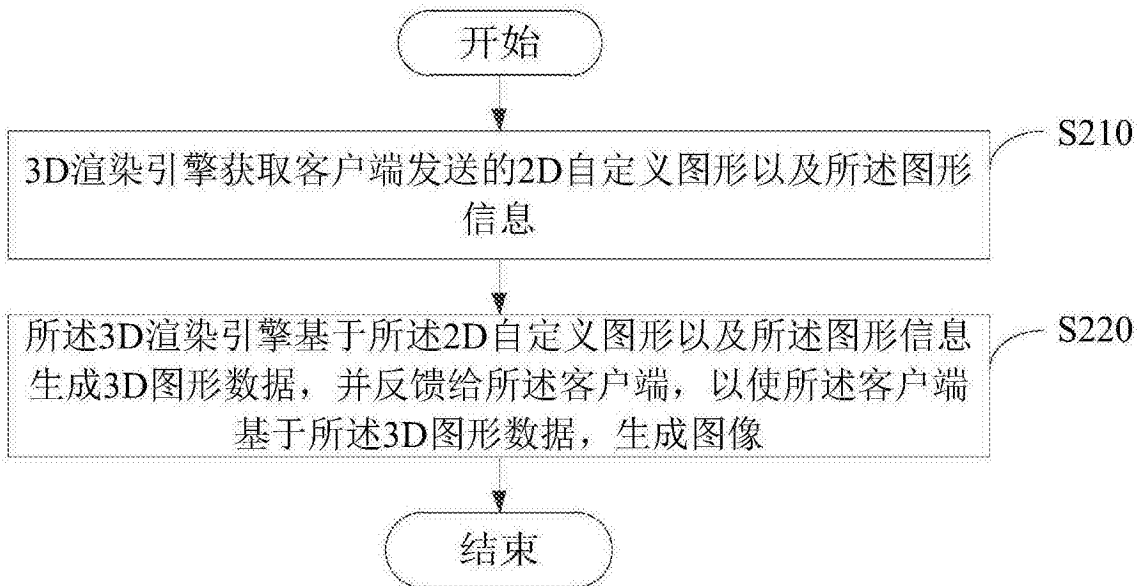 开始
S210
3D渲染引擎获取客户端发送的2D自定义图形以及所述图形
信息
S220
所述3D渲染引擎基于所述2D自定义图形以及所述图形信息
生成3D图形数据，并反馈给所述客户端，以使所述客户端
基于所述3D图形数据，生成图像
结束